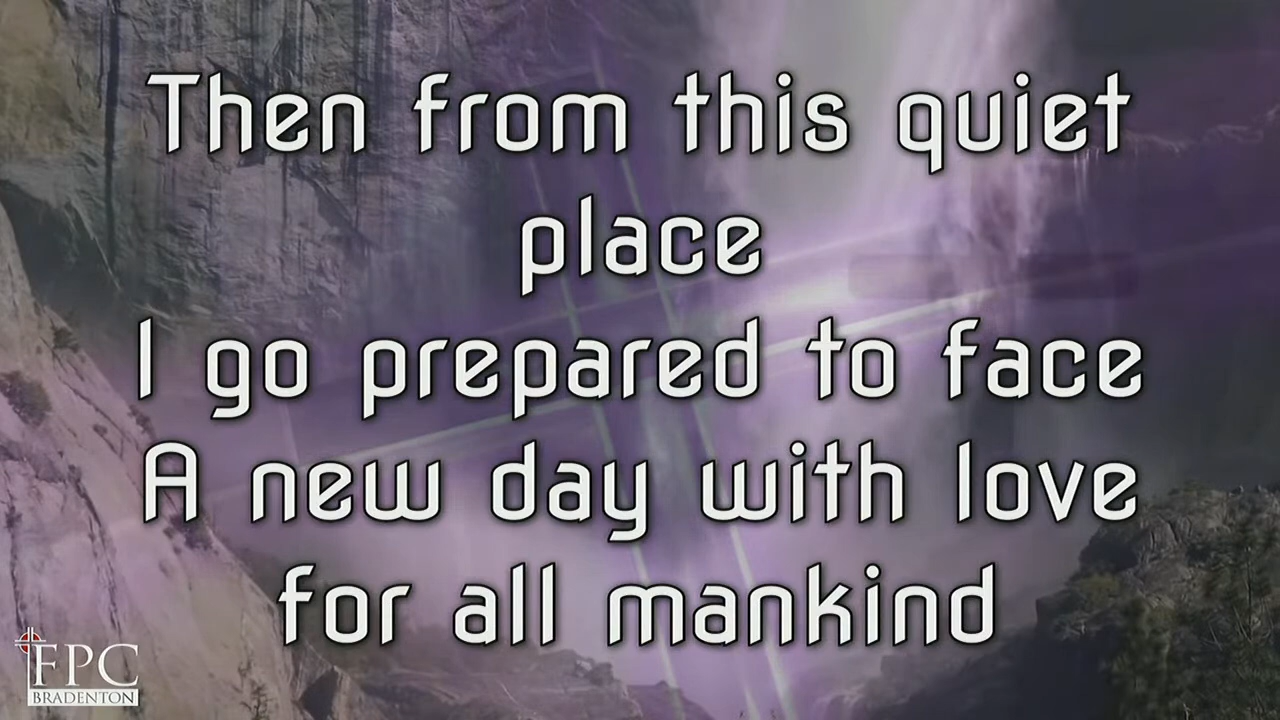 Then from this quiet
place
I go prepared to face
A new day with love
for all mankind
FPC
BRADENTON